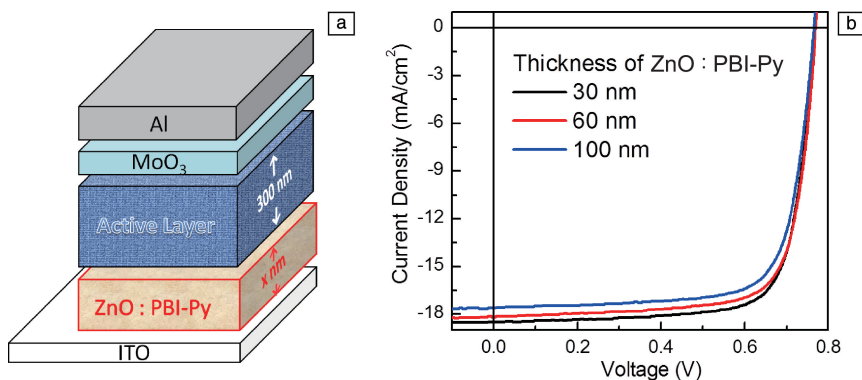 a
Al
MoO₃
300 nm
Active Layer
x nm
ZnO : PBI-Py
ITO
b
Thickness of ZnO : PBI-Py
30 nm
60 nm
100 nm
0
-3
-6
-9
-12
-15
-18
Current Density (mA/cm²)
0.0 0.2 0.4 0.6 0.8
Voltage (V)